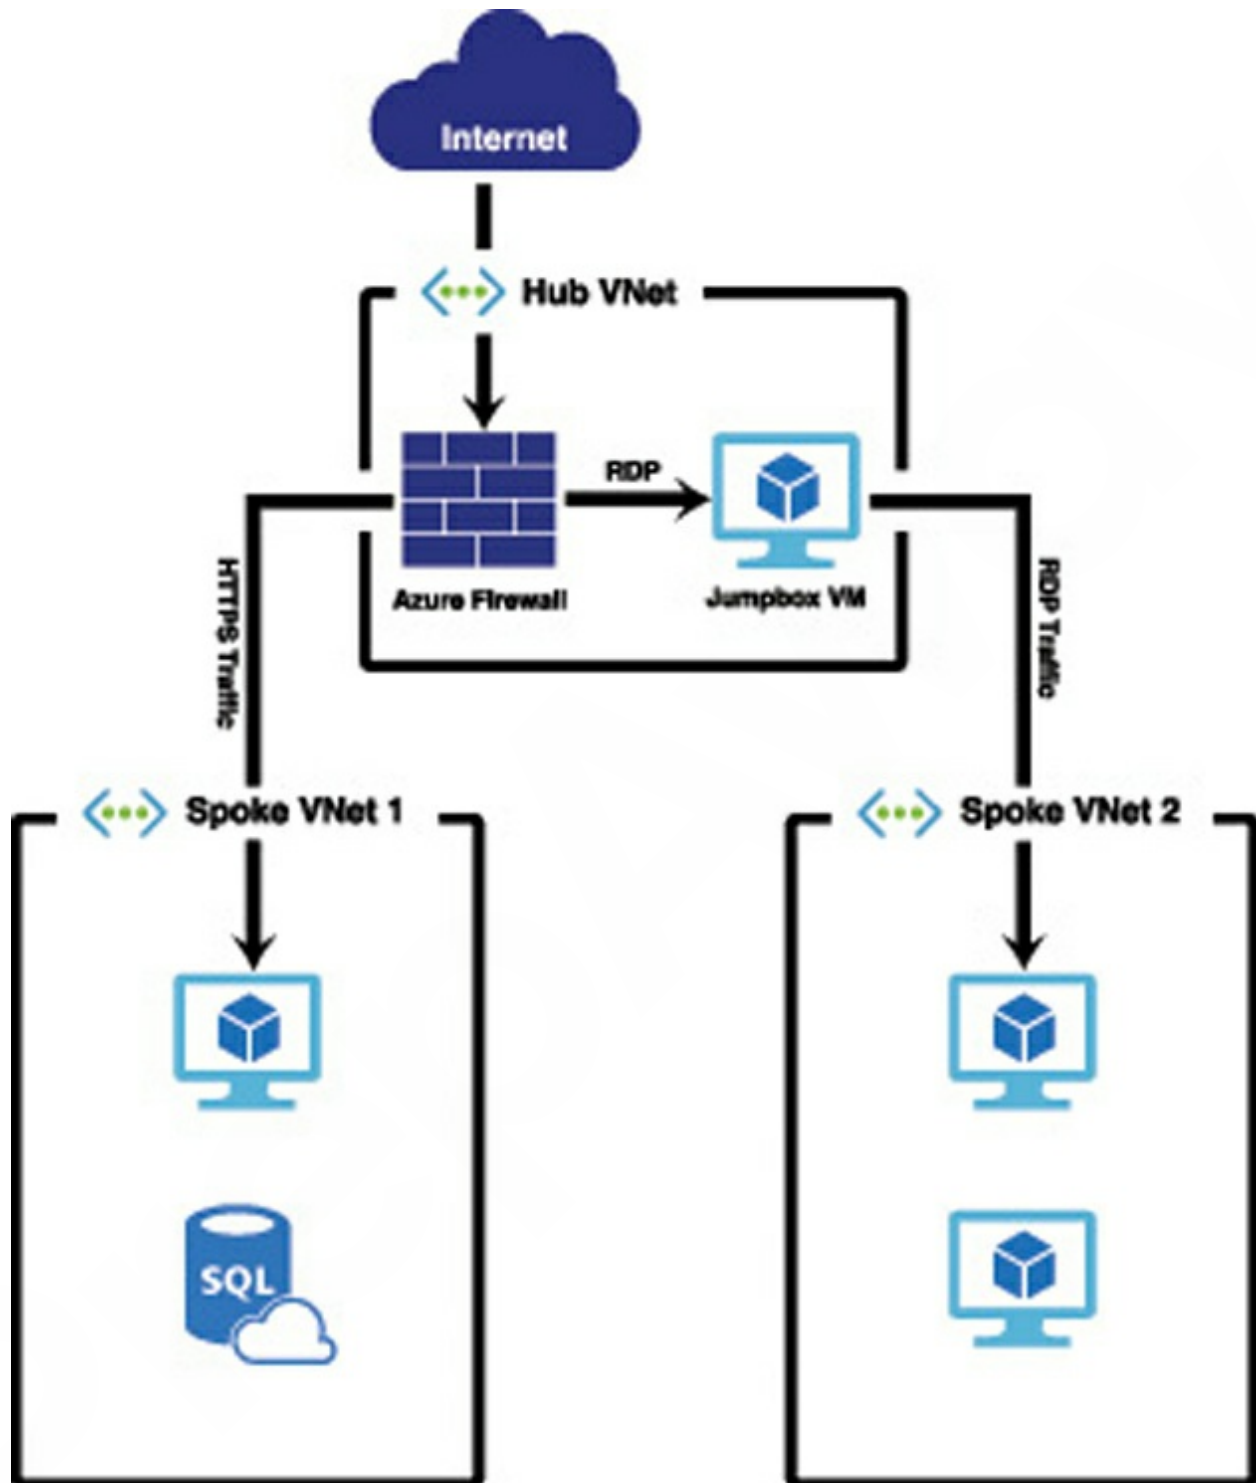 Internet
Hub VNet
RDP
Azure Firewall
Jumpbox VM
HTTPS Traffic
RDP Traffic
Spoke VNet 1
Spoke VNet 2
SQL